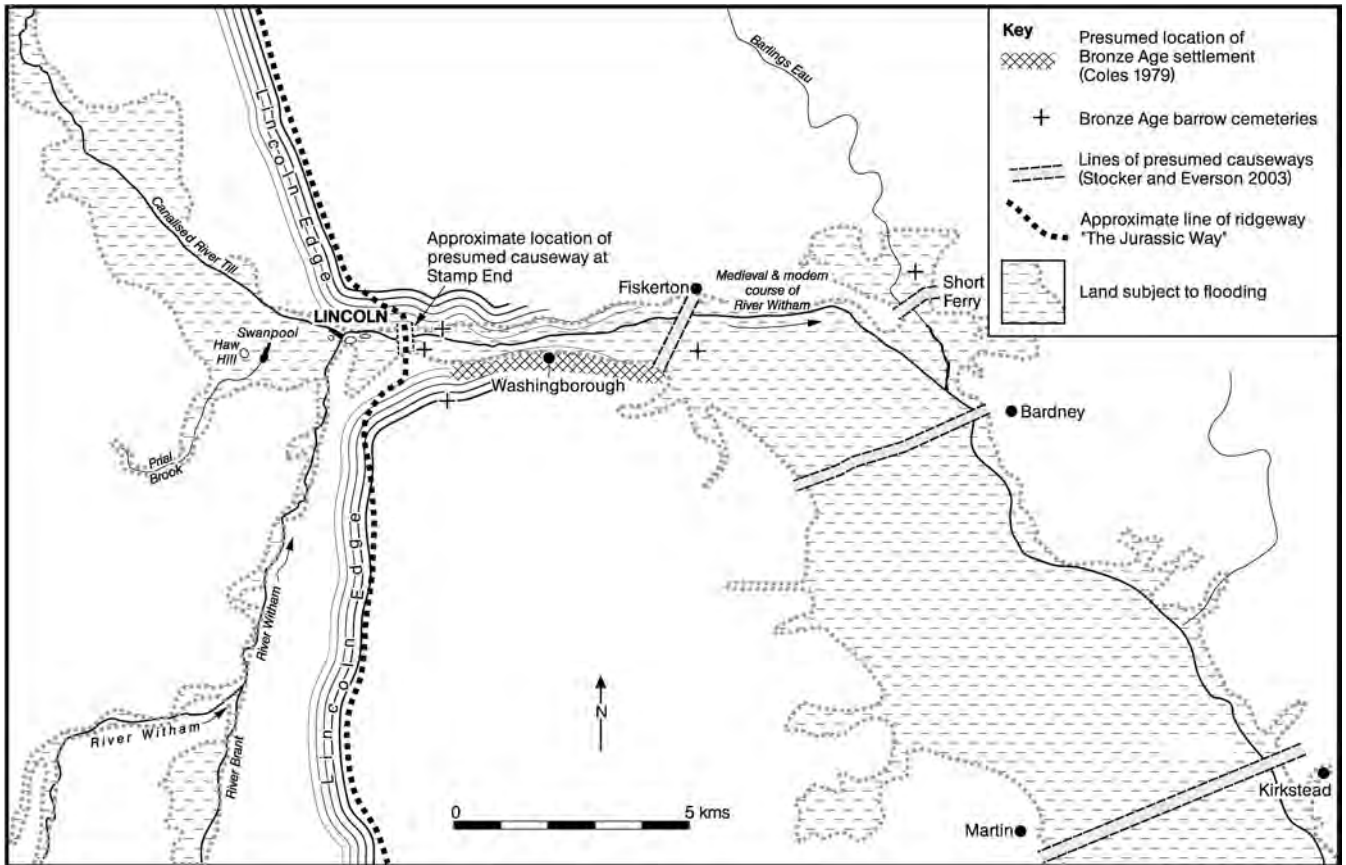 Key
Presumed location of
Bronze Age settlement
(Coles 1979)
Bronze Age barrow cemeteries
Lines of presumed causeways
(Stocker and Everson 2003)
Approximate line of ridgeway
"The Jurassic Way"
Land subject to flooding
Barlings Eau
Lincoln Edge
Canalised River Till
Approximate location of
presumed causeway at
Stamp End
Fiskerton
Medieval & modern
course of
River Witham
Short
Ferry
LINCOLN
Swanpool
Haw
Hill
Washingborough
Bardney
Prial
Brook
River Witham
Lincoln Edge
River Witham
River Brant
N
0
5 kms
Martin
Kirkstead